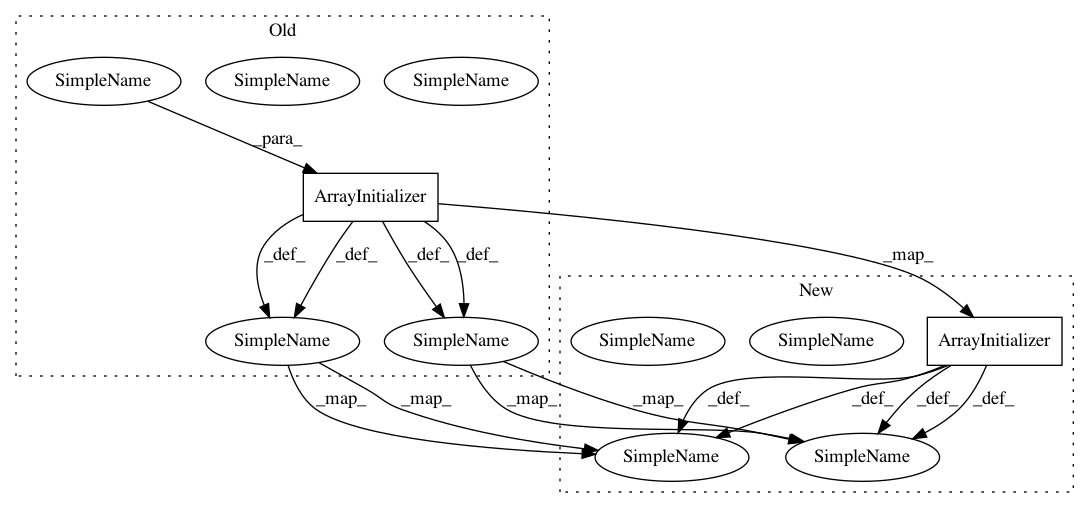 Old
SimpleName SimpleName SimpleName
_para_
ArrayInitializer
_def_ _def_ _def_ _def_ _map_
New
SimpleName SimpleName SimpleName SimpleName ArrayInitializer
_map_ _map_ _map_ _map_ _def_ _def_ _def_ _def_
SimpleName SimpleName